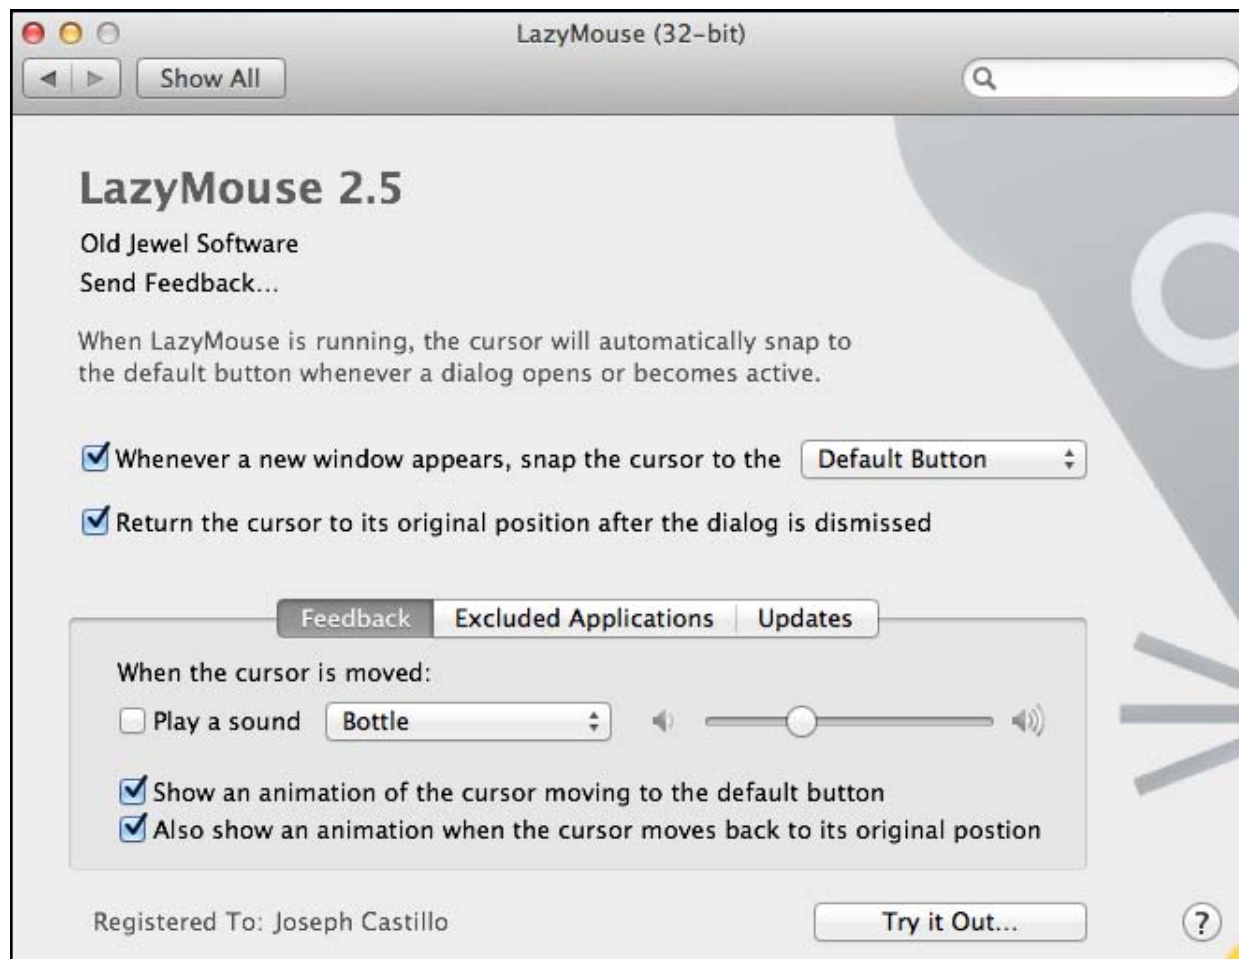 LazyMouse (32-bit)
Show All
LazyMouse 2.5
Old Jewel Software
Send Feedback...
When LazyMouse is running, the cursor will automatically snap to
the default button whenever a dialog opens or becomes active.
Whenever a new window appears, snap the cursor to the Default Button
Return the cursor to its original position after the dialog is dismissed
Feedback Excluded Applications Updates
When the cursor is moved:
Play a sound Bottle
Show an animation of the cursor moving to the default button
Also show an animation when the cursor moves back to its original postion
Registered To: Joseph Castillo Try it Out... ?